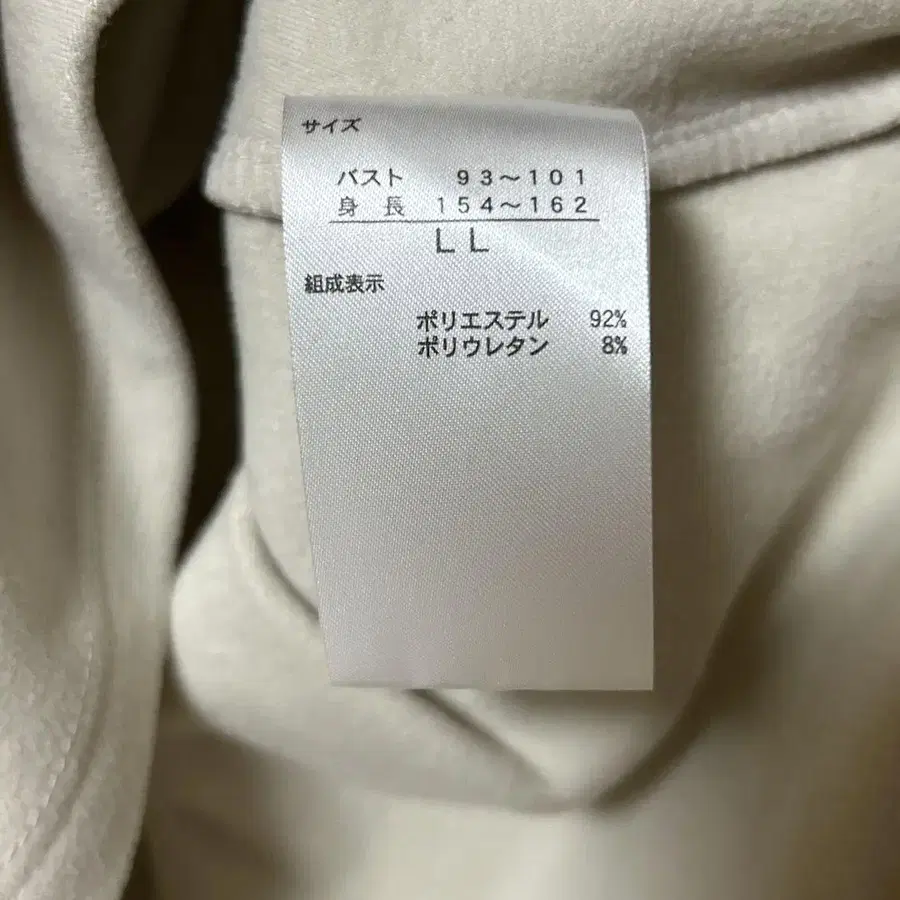 サイズ
バスト 93～101
身長 154～162
LL
組成表示
ポリエステル 92%
ポリウレタン 8%